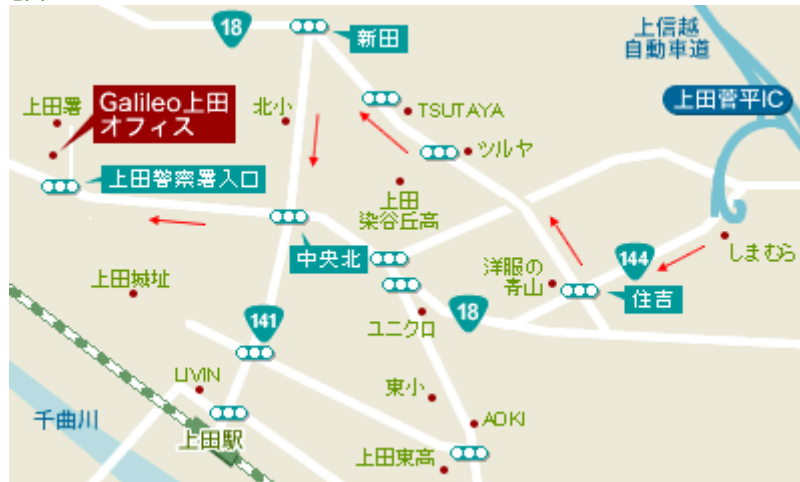 18
新田
上信越
自動車道
上田菅平IC
上田署
Galileo上田
オフィス
北小
TSUTAYA
ツルヤ
上田警察署入口
上田
染谷丘高
中央北
しまむら
144
洋服の
青山
住吉
上田城址
141
18
ユニクロ
LIVIN
東小
千曲川
上田駅
AOKI
上田東高